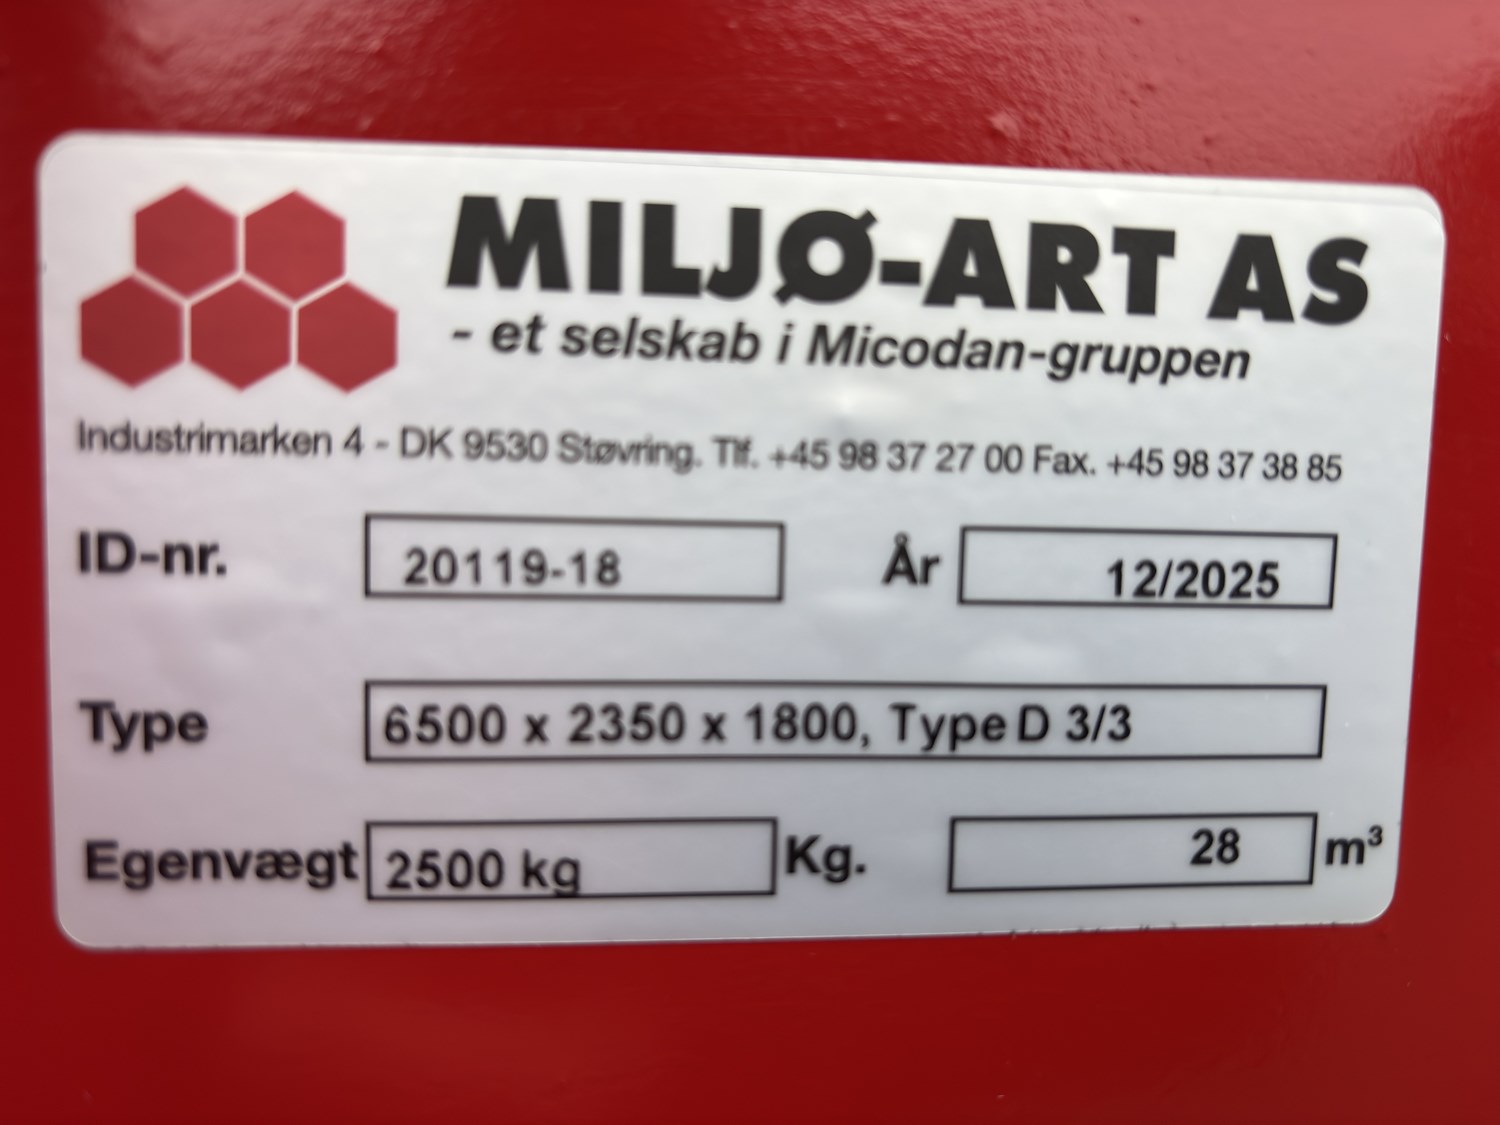 MILJØ-ART AS
- et selskab i Micodan-gruppen
Industrimarken 4 - DK 9530 Støvring. Tlf. +45 98 37 27 00 Fax. +45 98 37 38 85
ID-nr. 20119-18 År 12/2025
Type 6500 x 2350 x 1800, Type D 3/3
Egenvægt 2500 kg Kg. 28 m³